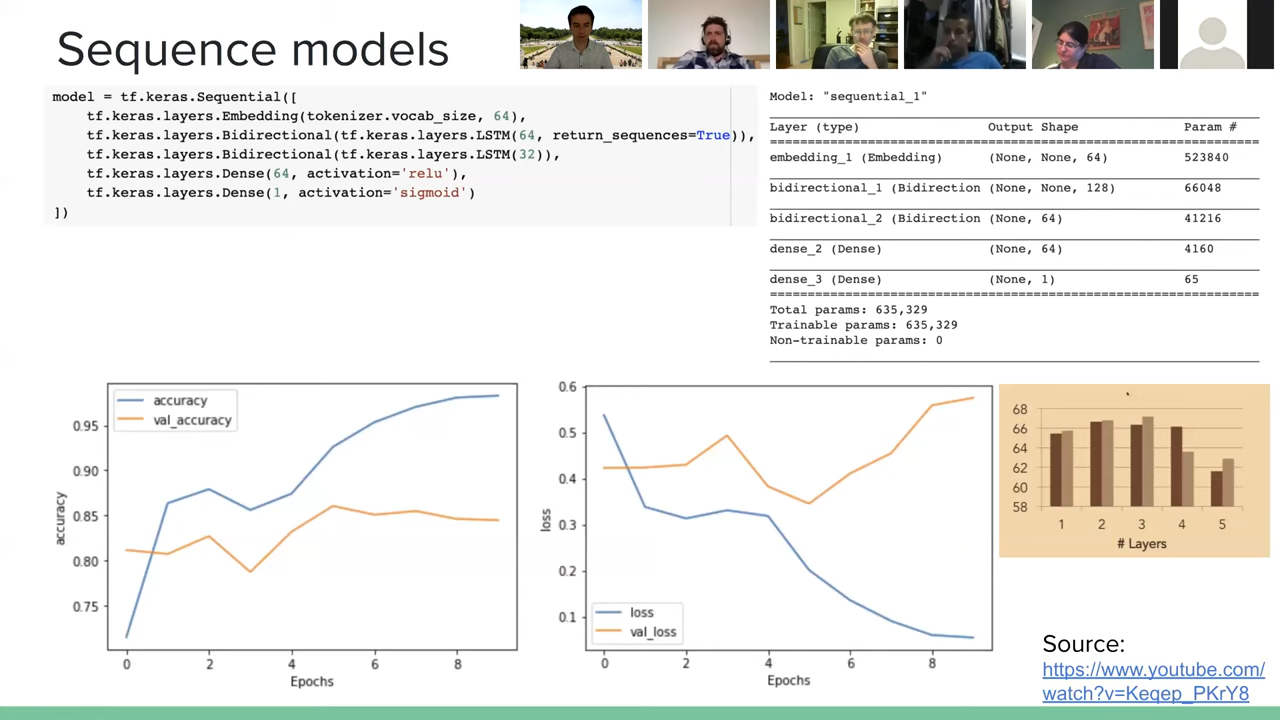 Sequence models
model = tf.keras.Sequential([
tf.keras.layers.Embedding(tokenizer.vocab_size, 64),
tf.keras.layers.Bidirectional(tf.keras.layers.LSTM(64, return_sequences=True)),
tf.keras.layers.Bidirectional(tf.keras.layers.LSTM(32)),
tf.keras.layers.Dense(64, activation='relu'),
tf.keras.layers.Dense(1, activation='sigmoid')
])
Model: "sequential_1"
Layer (type) Output Shape Param #
embedding_1 (Embedding) (None, None, 64) 523840
bidirectional_1 (Bidirection (None, None, 128) 66048
bidirectional_2 (Bidirection (None, 64) 41216
dense_2 (Dense) (None, 64) 4160
dense_3 (Dense) (None, 1) 65
Total params: 635,329
Trainable params: 635,329
Non-trainable params: 0
accuracy
val_accuracy
0.95
0.90
0.85
0.80
0.75
accuracy
0 2 4 6 8
Epochs
0.6
0.5
0.4
0.3
0.2
0.1
loss
loss
val_loss
0 2 4 6 8
Epochs
68
66
64
62
60
58
1 2 3 4 5
# Layers
Source:
https://www.youtube.com/
watch?v=Keqep_PKrY8